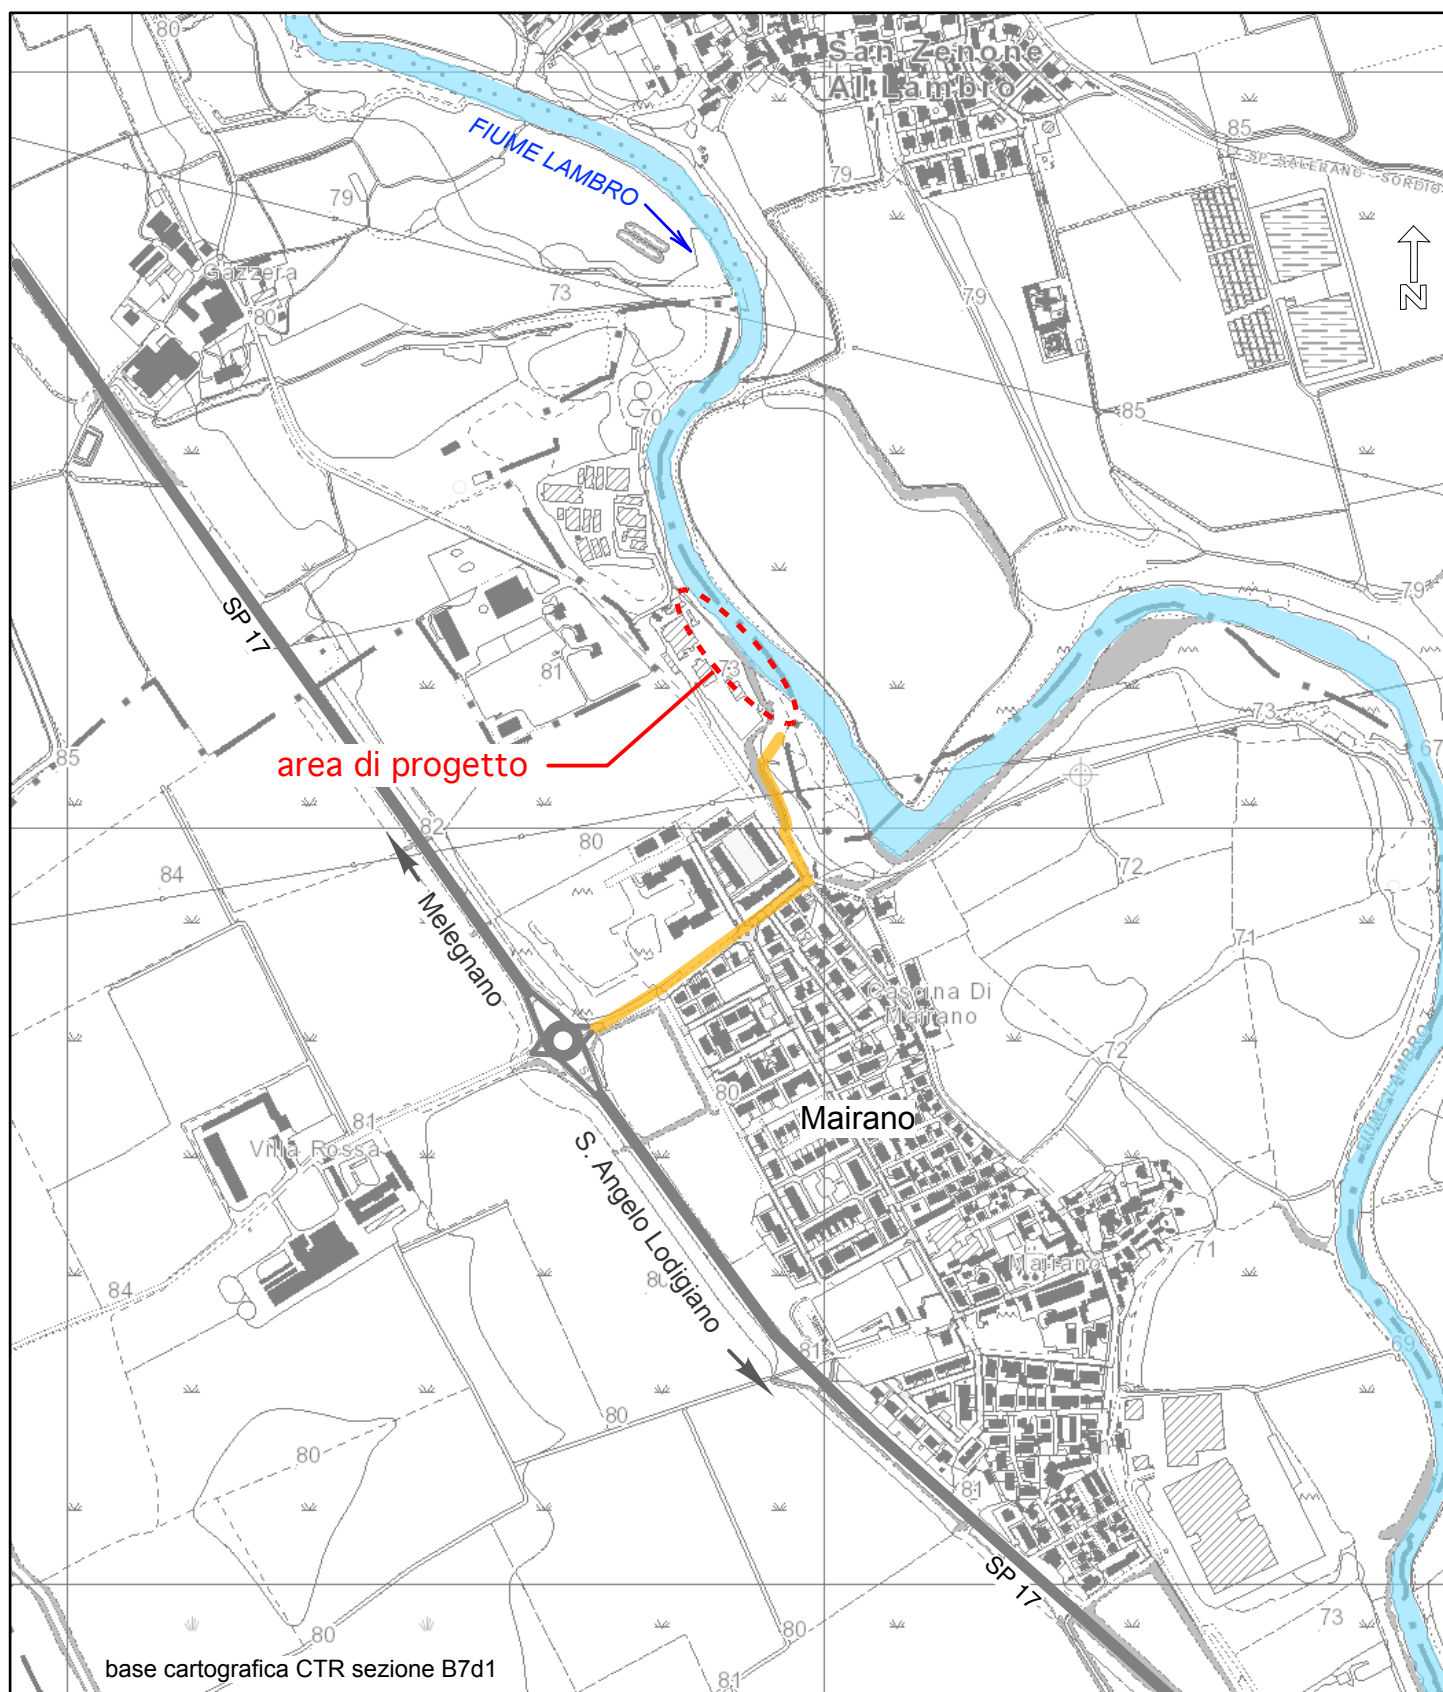 80
San Zenone
Al Lambro
85
FIUME LAMBRO
SP SALERANO - SORDIO
79
79
Gazzera
73
79
N
80
85
70
79
SP 17
73
81
73
67
area di progetto
85
82
80
84
72
Melegnano
71
Cascina Di
Mairano
72
FIUME LAMBRO
80
Mairano
81
Villa Rossa
S. Angelo Lodigiano
71
Mairano
80
84
69
81
80
80
81
SP 17
73
80
80
base cartografica CTR sezione B7d1
81